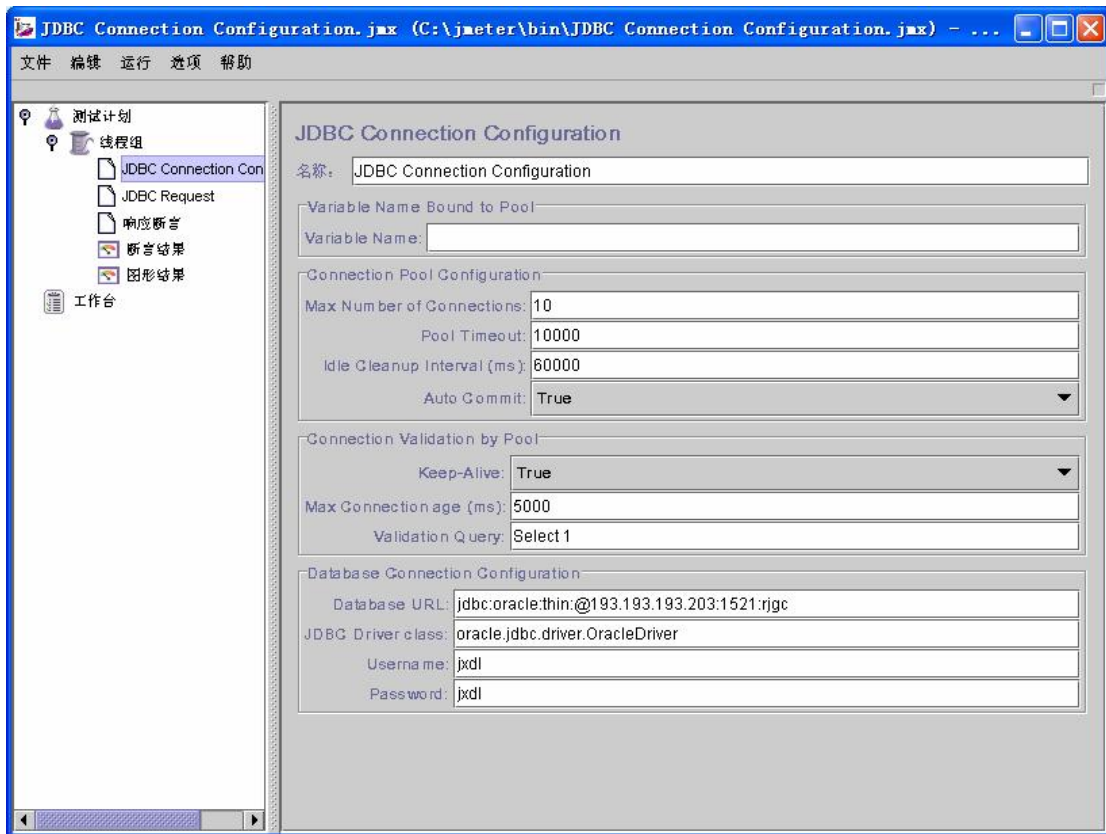 JDBC Connection Configuration.jmx (C:\jmeter\bin\JDBC Connection Configuration.jmx) - ...
文件 编辑 运行 选项 帮助
测试计划
线程组
JDBC Connection Con
JDBC Request
响应断言
断言结果
图形结果
工作台
JDBC Connection Configuration
名称: JDBC Connection Configuration
Variable Name Bound to Pool
Variable Name:
Connection Pool Configuration
Max Number of Connections: 10
Pool Timeout: 10000
Idle Cleanup Interval (ms): 60000
Auto Commit: True
Connection Validation by Pool
Keep-Alive: True
Max Connection age (ms): 5000
Validation Query: Select 1
Database Connection Configuration
Database URL: jdbc:oracle:thin:@193.193.193.203:1521:rjgc
JDBC Driver class: oracle.jdbc.driver.OracleDriver
Username: jxdl
Password: jxdl